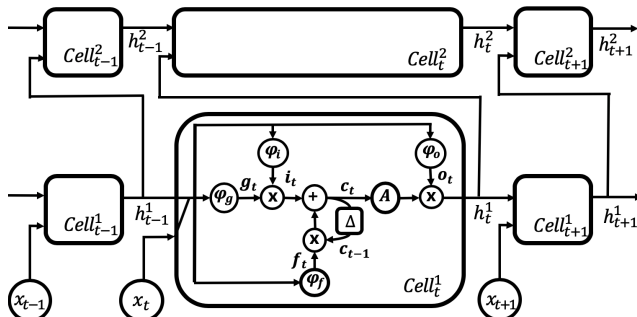 Cell²ₜ₋₁ h²ₜ₋₁ Cell²ₜ h²ₜ Cell²ₜ₊₁ h²ₜ₊₁
φᵢ φₒ
φg gₜ x iₜ + cₜ A oₜ x
Δ
Cell¹ₜ₋₁ h¹ₜ₋₁ x cₜ₋₁ h¹ₜ Cell¹ₜ₊₁ h¹ₜ₊₁
fₜ φf Cell¹ₜ
xₜ₋₁ xₜ xₜ₊₁